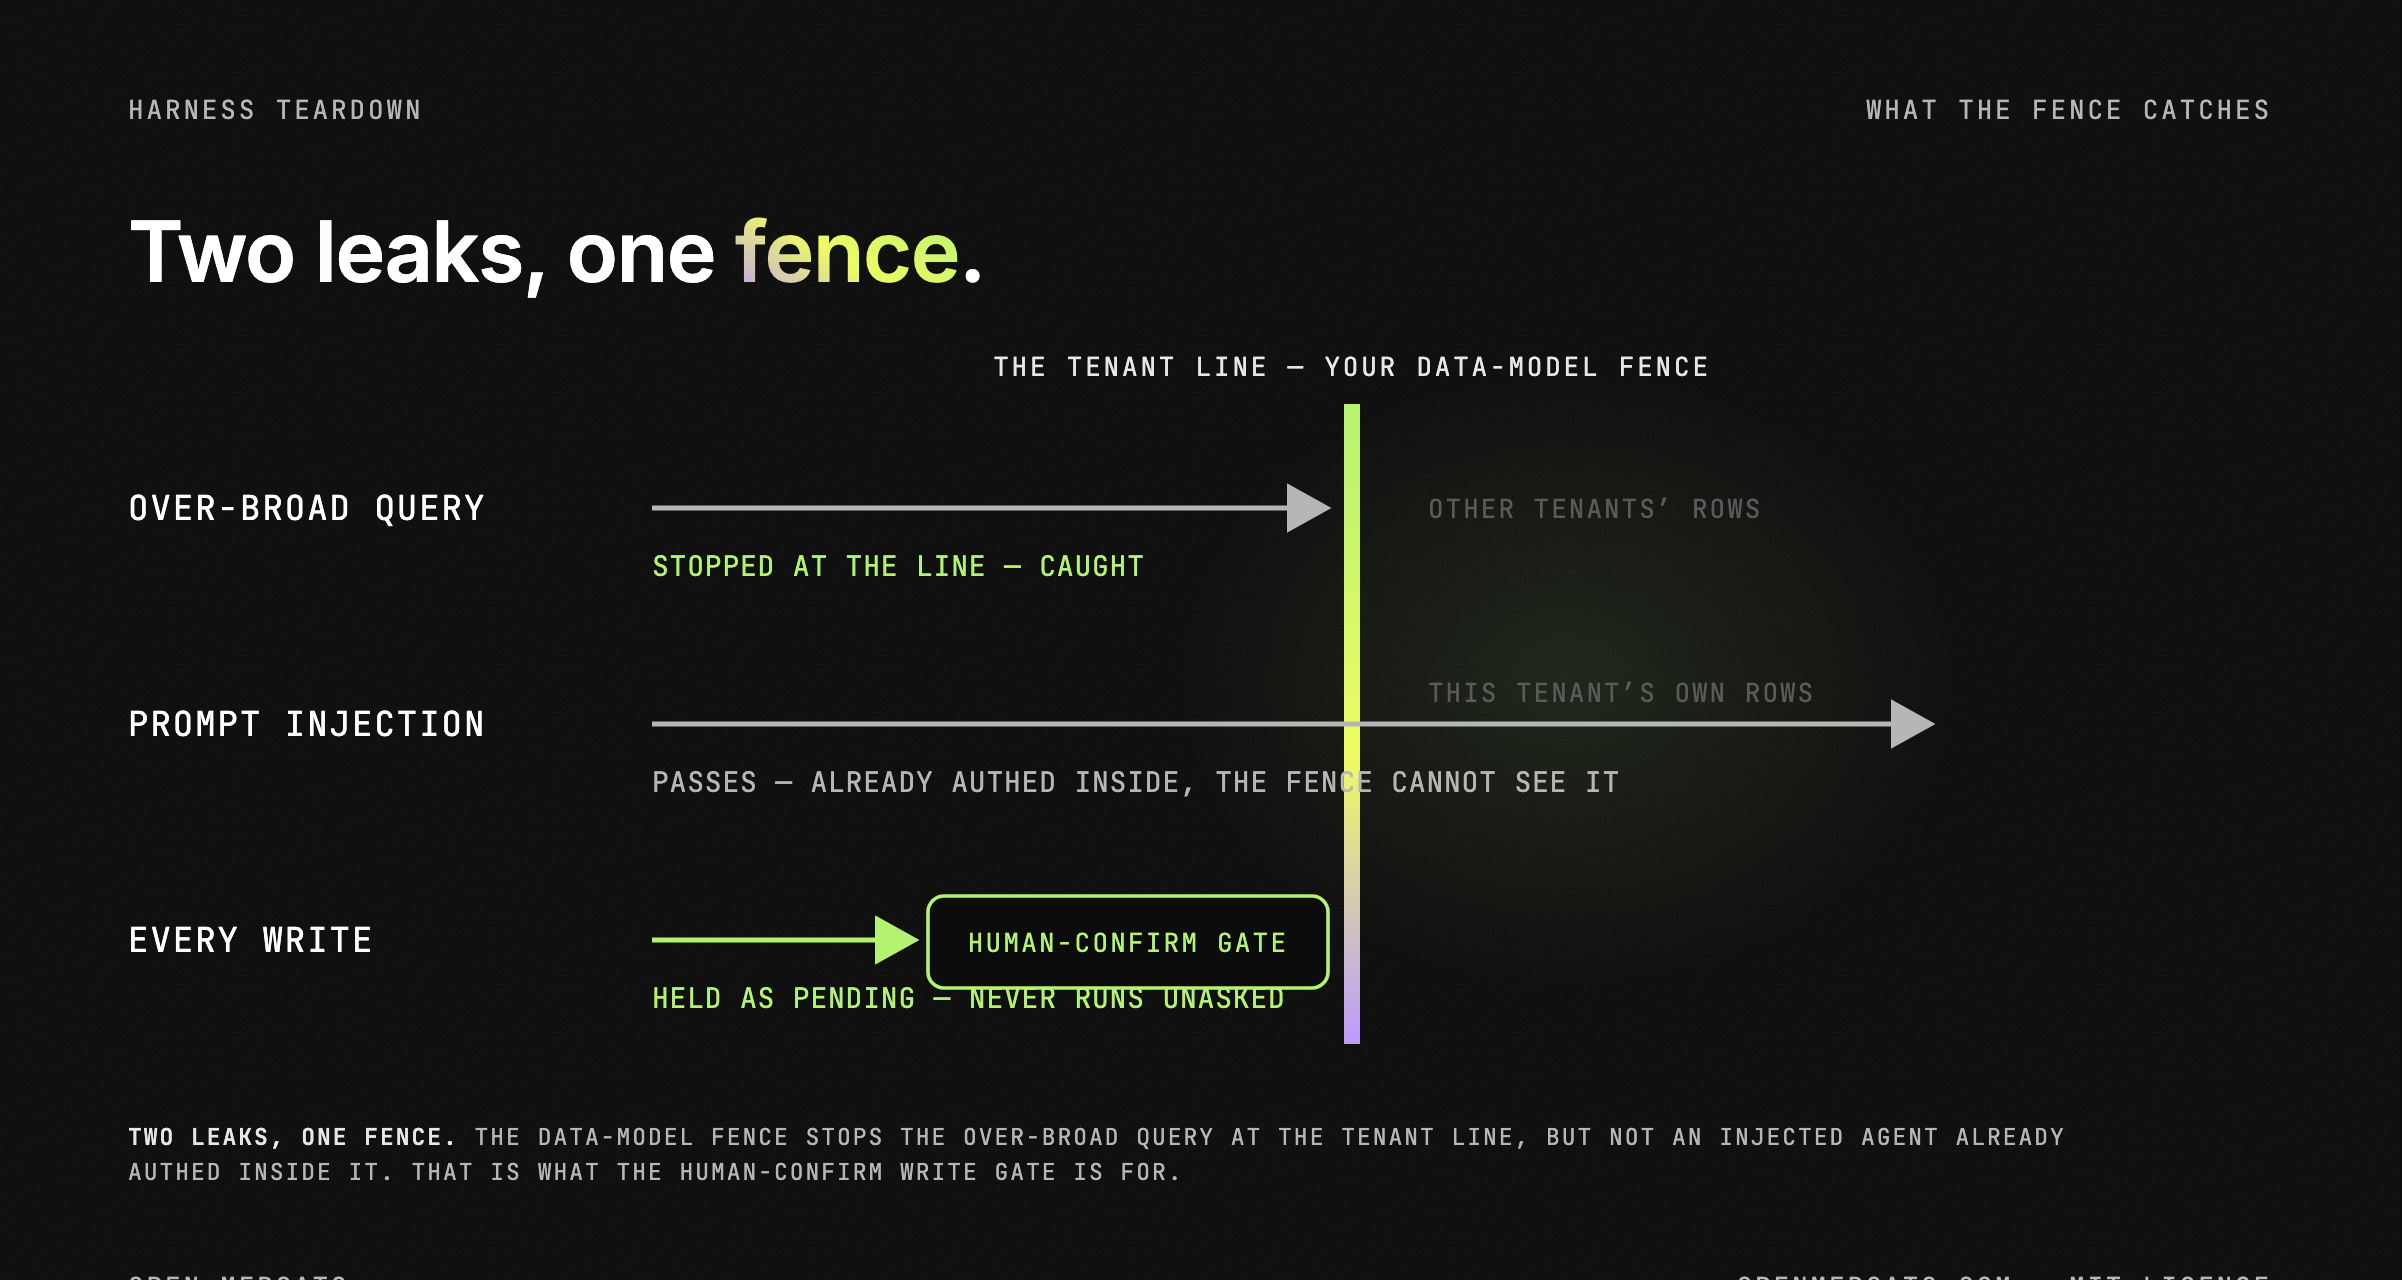 HARNESS TEARDOWN
WHAT THE FENCE CATCHES
Two leaks, one fence.
THE TENANT LINE — YOUR DATA-MODEL FENCE
OVER-BROAD QUERY
OTHER TENANTS’ ROWS
STOPPED AT THE LINE — CAUGHT
THIS TENANT’S OWN ROWS
PROMPT INJECTION
PASSES — ALREADY AUTHED INSIDE, THE FENCE CANNOT SEE IT
EVERY WRITE
HUMAN-CONFIRM GATE
HELD AS PENDING — NEVER RUNS UNASKED
TWO LEAKS, ONE FENCE. THE DATA-MODEL FENCE STOPS THE OVER-BROAD QUERY AT THE TENANT LINE, BUT NOT AN INJECTED AGENT ALREADY
AUTHED INSIDE IT. THAT IS WHAT THE HUMAN-CONFIRM WRITE GATE IS FOR.